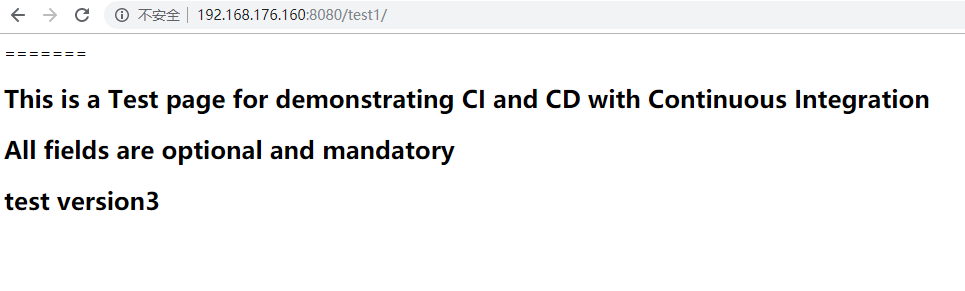 不安全 192.168.176.160:8080/test1/
=======
This is a Test page for demonstrating CI and CD with Continuous Integration
All fields are optional and mandatory
test version3